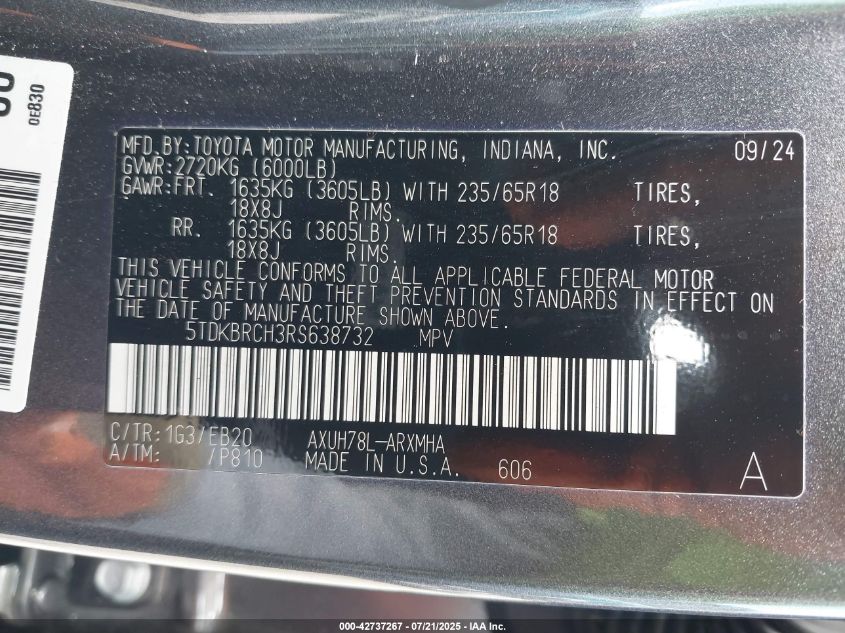 0E830
MFD.BY:TOYOTA MOTOR MANUFACTURING, INDIANA, INC. 09/24
GVWR:2720KG (6000LB)
GAWR:FRT. 1635KG (3605LB) WITH 235/65R18 TIRES,
18X8J RIMS.
RR. 1635KG (3605LB) WITH 235/65R18 TIRES,
18X8J RIMS.
THIS VEHICLE CONFORMS TO ALL APPLICABLE FEDERAL MOTOR
VEHICLE SAFETY AND THEFT PREVENTION STANDARDS IN EFFECT ON
THE DATE OF MANUFACTURE SHOWN ABOVE.
5TDKBRCH3RS638732 MPV
C/TR:1G3/EB20 AXUH78L-ARXMHA
A/TM: /P810 MADE IN U.S.A. 606 A
000-42737267 - 07/21/2025 - IAA Inc.